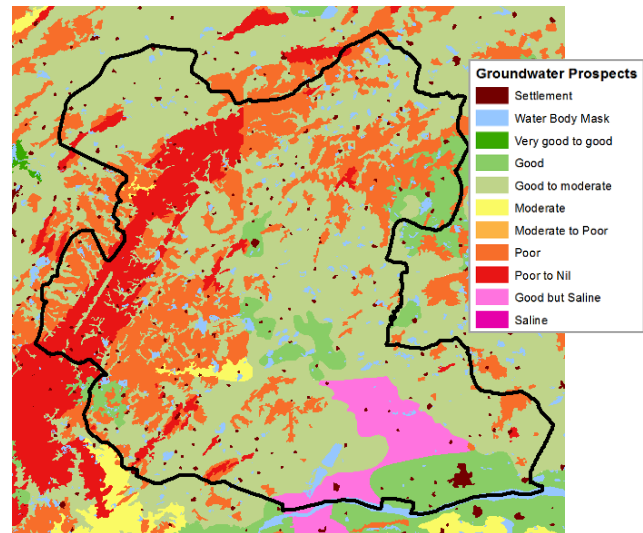 Groundwater Prospects
Settlement
Water Body Mask
Very good to good
Good
Good to moderate
Moderate
Moderate to Poor
Poor
Poor to Nil
Good but Saline
Saline